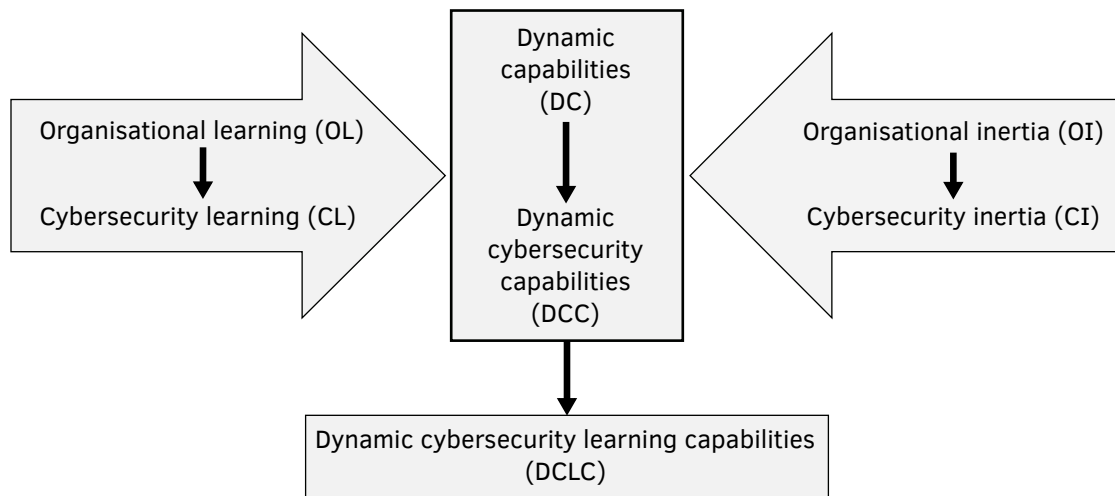 Dynamic
capabilities
(DC)
Organisational learning (OL)
Cybersecurity learning (CL)
Organisational inertia (OI)
Cybersecurity inertia (CI)
Dynamic
cybersecurity
capabilities
(DCC)
Dynamic cybersecurity learning capabilities
(DCLC)